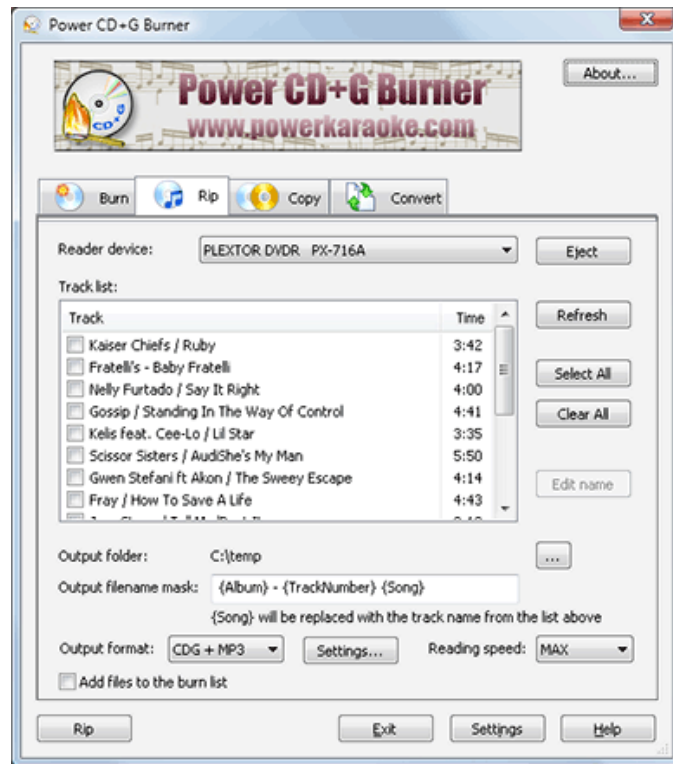 Power CD+G Burner
Power CD+G Burner
www.powerkaraoke.com
About...
CD+G
Burn
Rip
Copy
Convert
Reader device:
PLEXTOR DVDR PX-716A
Eject
Track list:
Track Time
Refresh
Kaiser Chiefs / Ruby 3:42
Fratelli's - Baby Fratelli 4:17
Nelly Furtado / Say It Right 4:00
Select All
Gossip / Standing In The Way Of Control 4:41
Clear All
Kelis feat. Cee-Lo / Lil Star 3:35
Scissor Sisters / AudiShe's My Man 5:50
Gwen Stefani ft Akon / The Sweey Escape 4:14
Edit name
Fray / How To Save A Life 4:43
Output folder: C:\temp
...
Output filename mask: {Album} - {TrackNumber} {Song}
{Song} will be replaced with the track name from the list above
Output format: CDG + MP3 Settings... Reading speed: MAX
Add files to the burn list
Rip Exit Settings Help